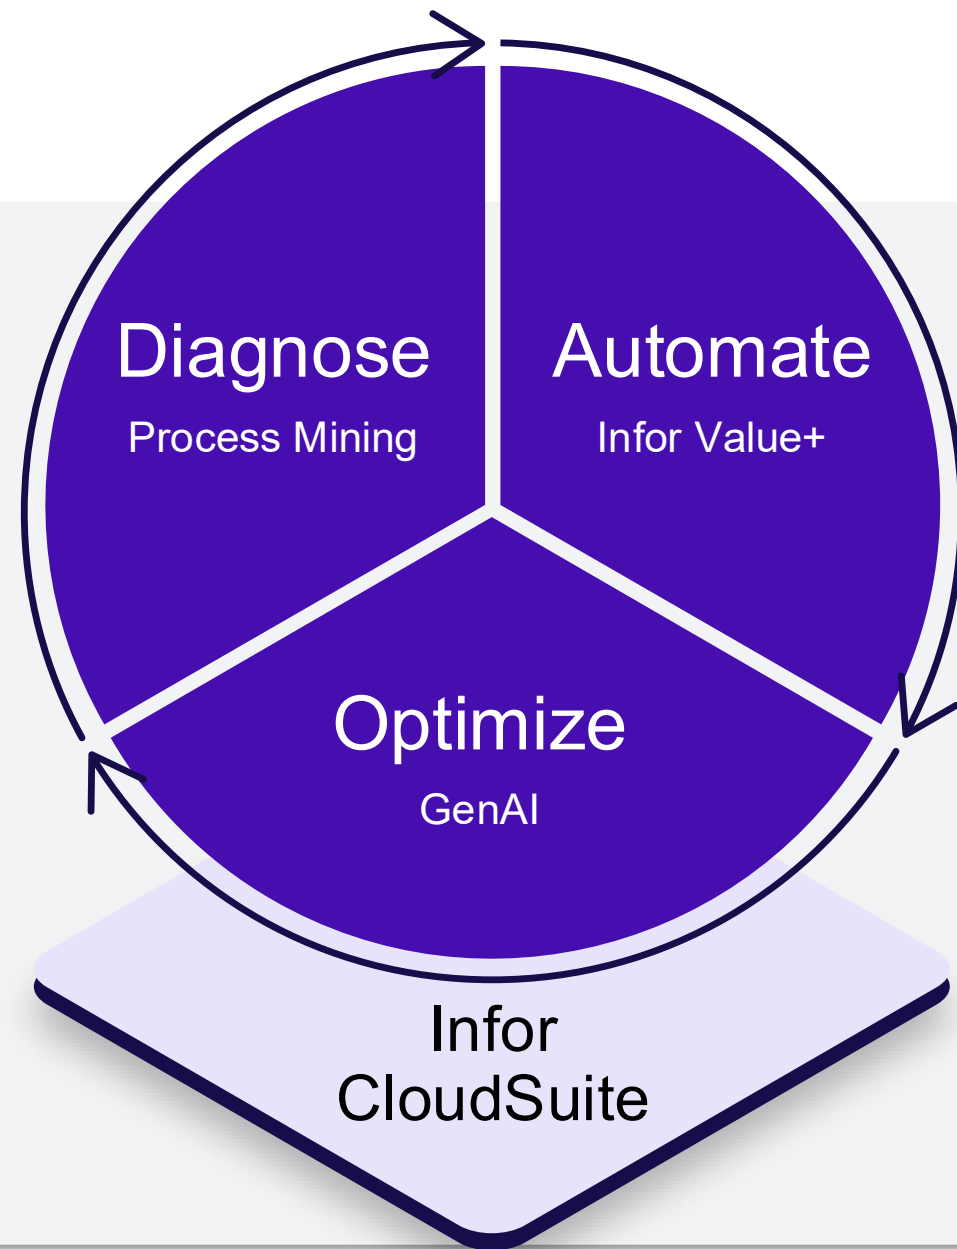 Diagnose
Process Mining
Automate
Infor Value+
Optimize
GenAI
Infor
CloudSuite